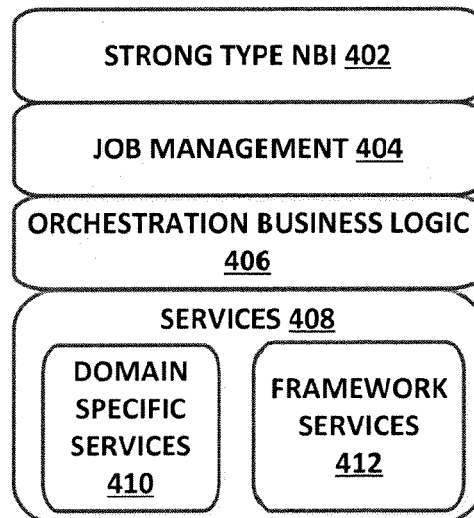 STRONG TYPE NBI 402
JOB MANAGEMENT 404
ORCHESTRATION BUSINESS LOGIC
406
SERVICES 408
DOMAIN
SPECIFIC
SERVICES
410
FRAMEWORK
SERVICES
412